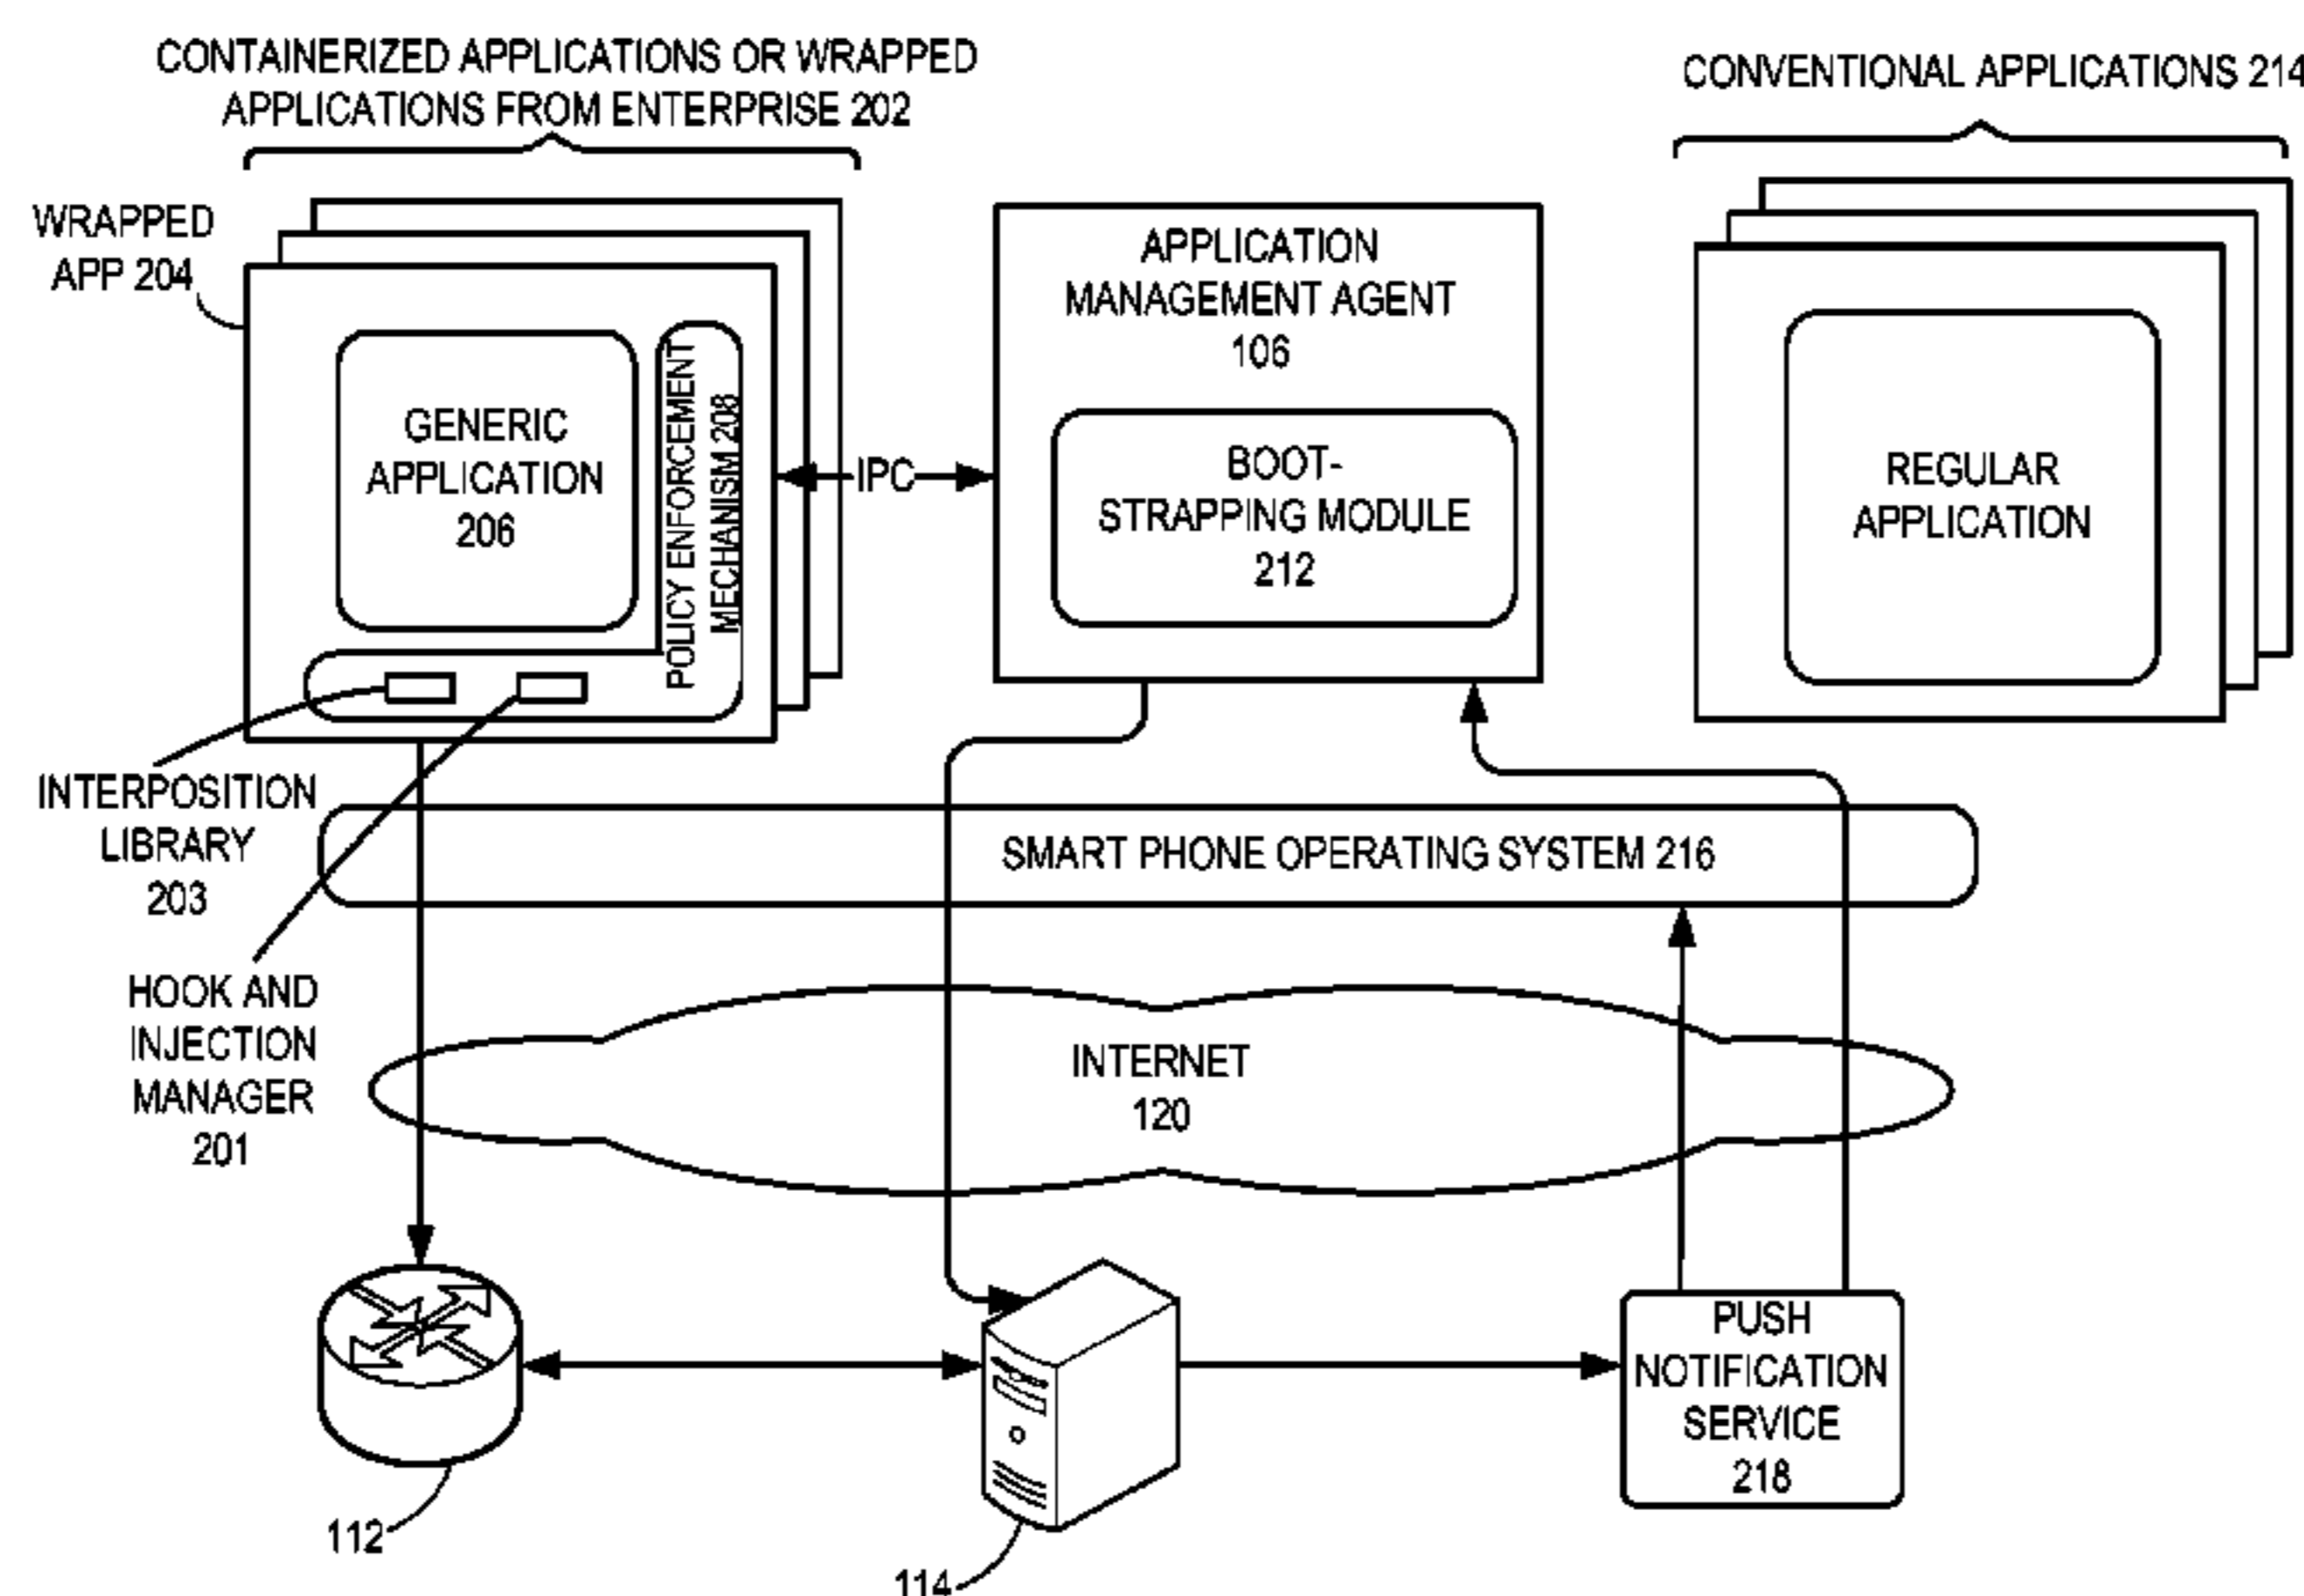 CONTAINERIZED APPLICATIONS OR WRAPPED
APPLICATIONS FROM ENTERPRISE 202
CONVENTIONAL APPLICATIONS 214
WRAPPED
APP 204
GENERIC
APPLICATION
206
POLICY ENFORCEMENT
MECHANISM 208
IPC
APPLICATION
MANAGEMENT AGENT
106
BOOT-
STRAPPING MODULE
212
REGULAR
APPLICATION
INTERPOSITION
LIBRARY
203
SMART PHONE OPERATING SYSTEM 216
HOOK AND
INJECTION
MANAGER
201
INTERNET
120
PUSH
NOTIFICATION
SERVICE
218
112
114